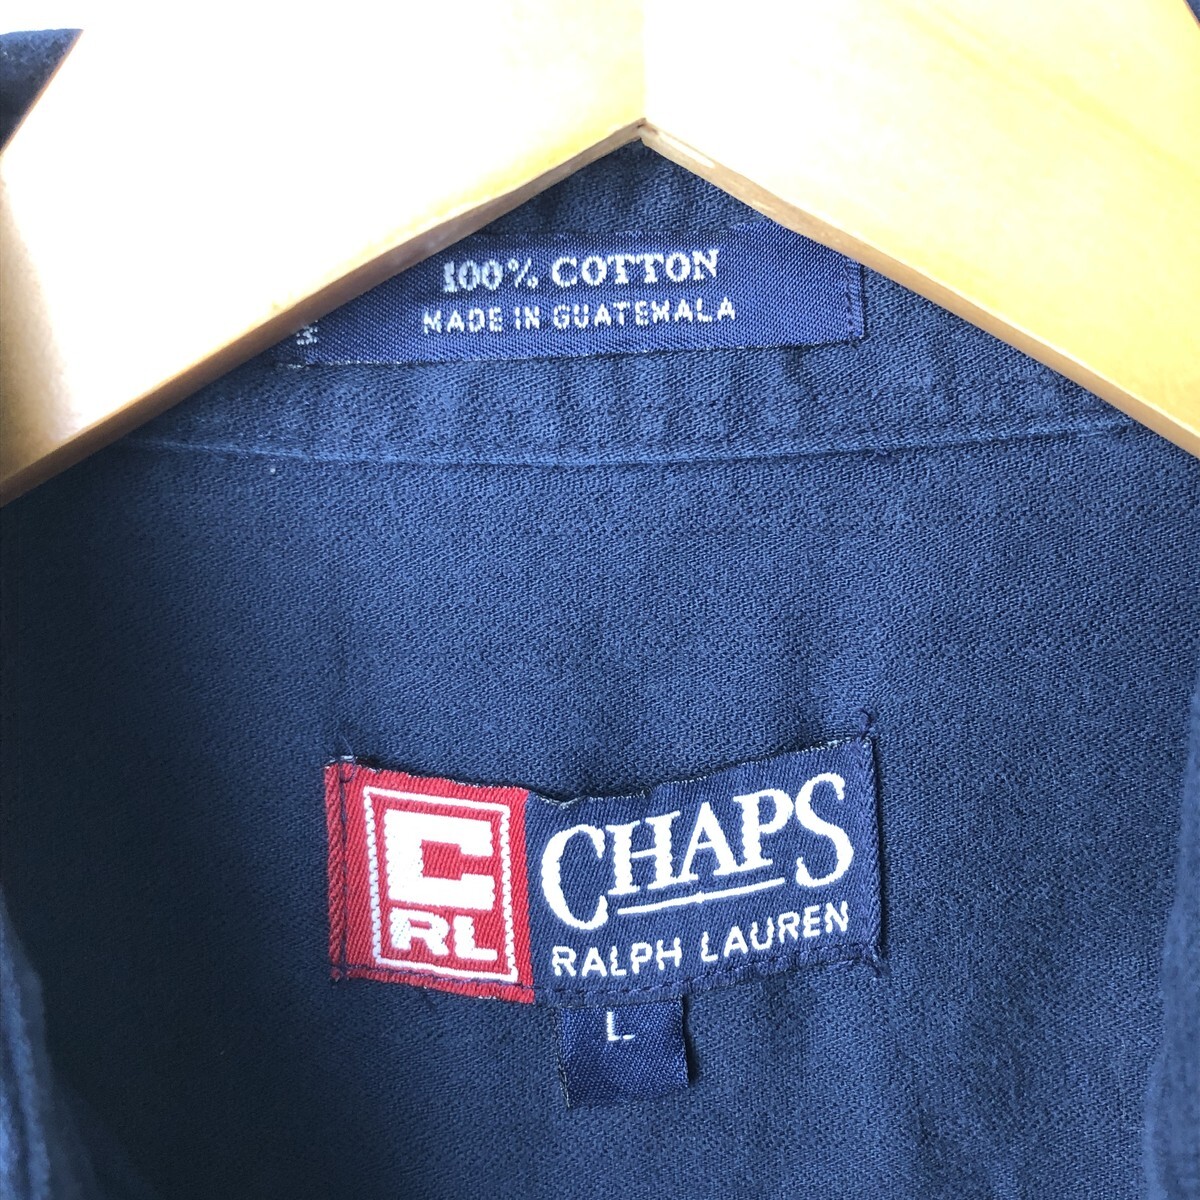 100% COTTON
MADE IN GUATEMALA
C
RL
CHAPS
RALPH LAUREN
L